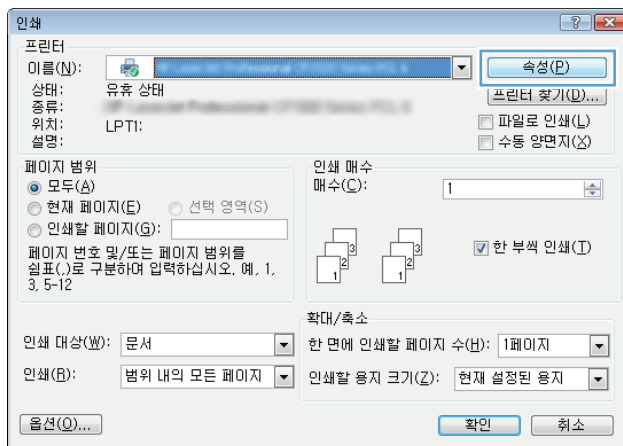 인쇄
프린터
이름(N):
속성(P)
상태: 유휴 상태
프린터 찾기(D)...
종류:
위치: LPT1:
파일로 인쇄(L)
설명:
수동 양면지(X)
페이지 범위
모두(A)
현재 페이지(E) 선택 영역(S)
인쇄할 페이지(G):
페이지 번호 및/또는 페이지 범위를
쉼표(,)로 구분하여 입력하십시오. 예, 1,
3, 5-12
인쇄 매수
매수(C): 1
1 2 3 1 2 3
한 부씩 인쇄(T)
인쇄 대상(W): 문서
인쇄(R): 범위 내의 모든 페이지
확대/축소
한 면에 인쇄할 페이지 수(H): 1페이지
인쇄할 용지 크기(Z): 현재 설정된 용지
옵션(O)... 확인 취소